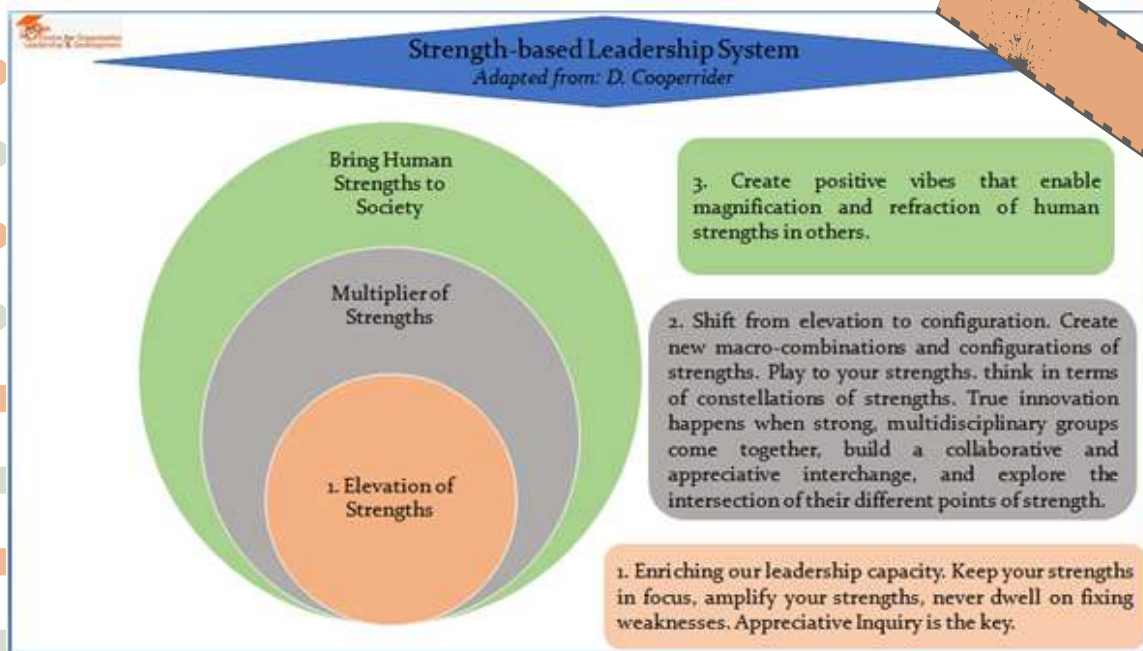 Leadership & Development
Strength-based Leadership System
Adapted from: D. Cooperrider
Bring Human
Strengths to
Society
Multiplier of
Strengths
1. Elevation of
Strengths
3. Create positive vibes that enable
magnification and refraction of human
strengths in others.
2. Shift from elevation to configuration. Create
new macro-combinations and configurations of
strengths. Play to your strengths. think in terms
of constellations of strengths. True innovation
happens when strong, multidisciplinary groups
come together, build a collaborative and
appreciative interchange, and explore the
intersection of their different points of strength.
1. Enriching our leadership capacity. Keep your strengths
in focus, amplify your strengths, never dwell on fixing
weaknesses. Appreciative Inquiry is the key.